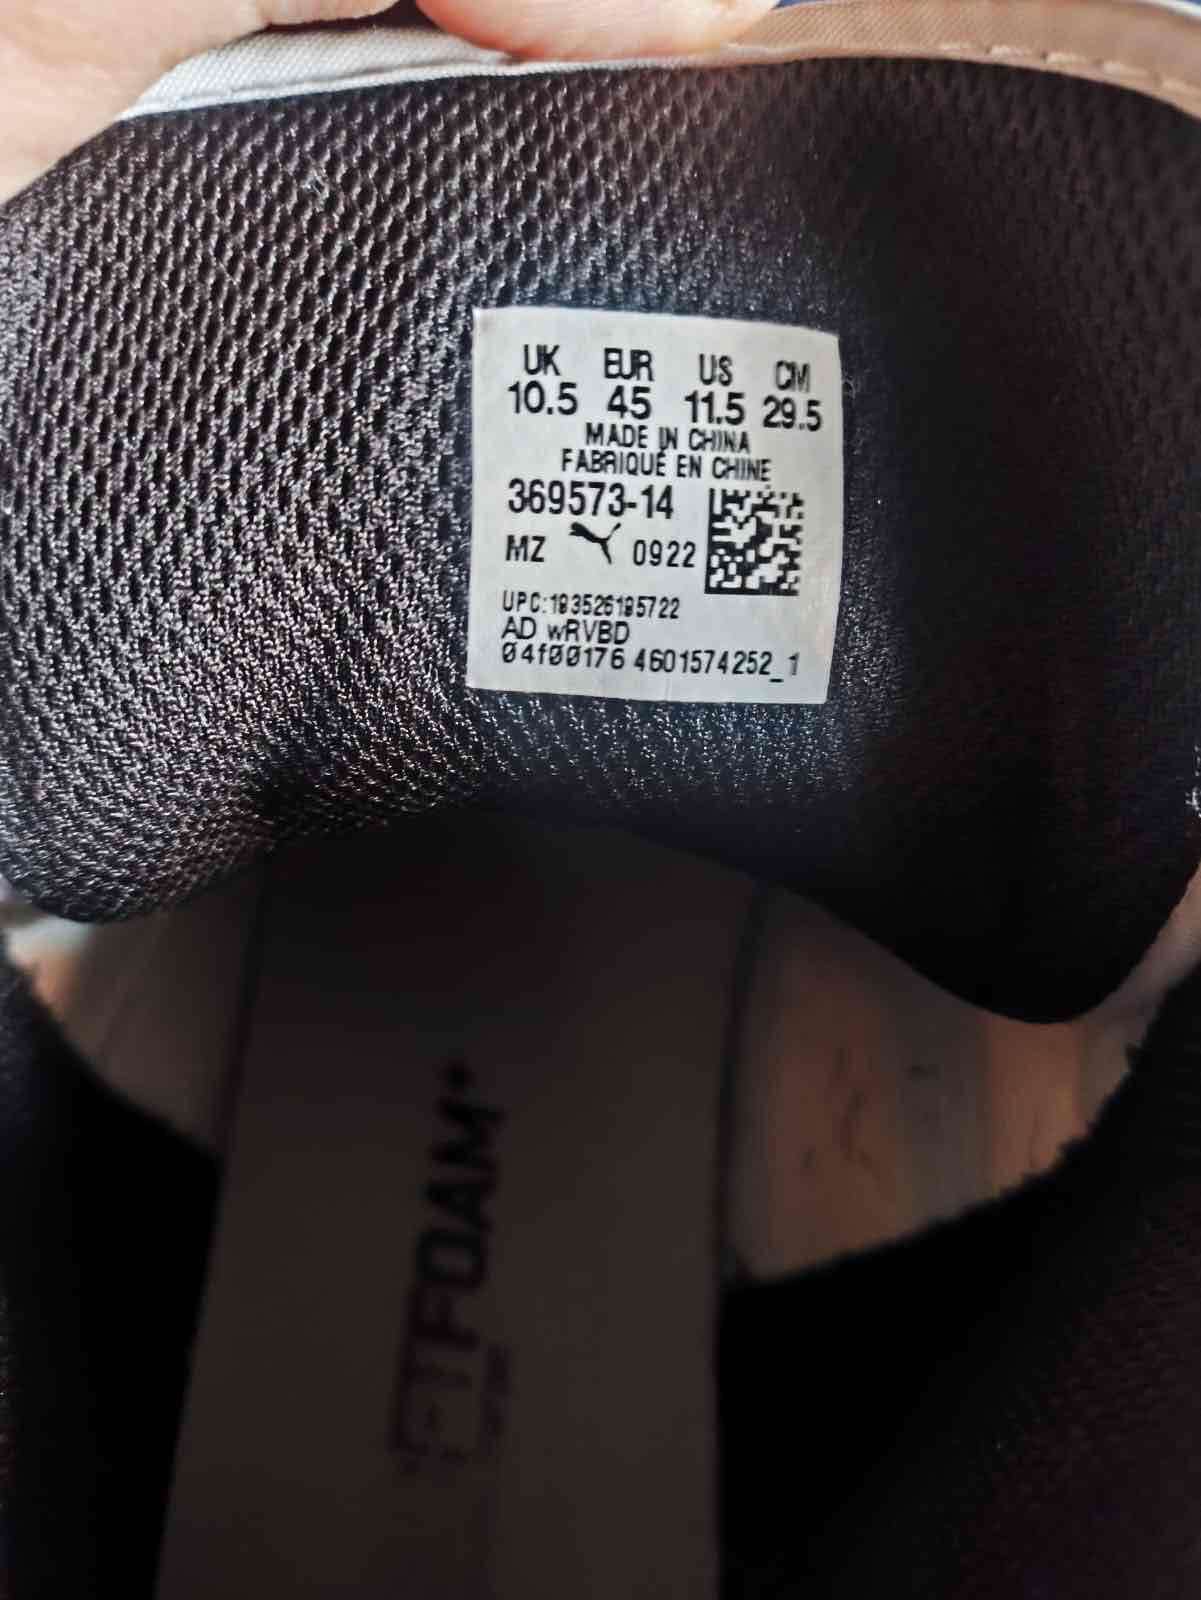 UK EUR US CM
10.5 45 11.5 29.5
MADE IN CHINA
FABRIQUÉ EN CHINE
369573-14
MZ 0922
UPC:193526195722
AD wRVBD
04f00176 4601574252_1
FOAM+